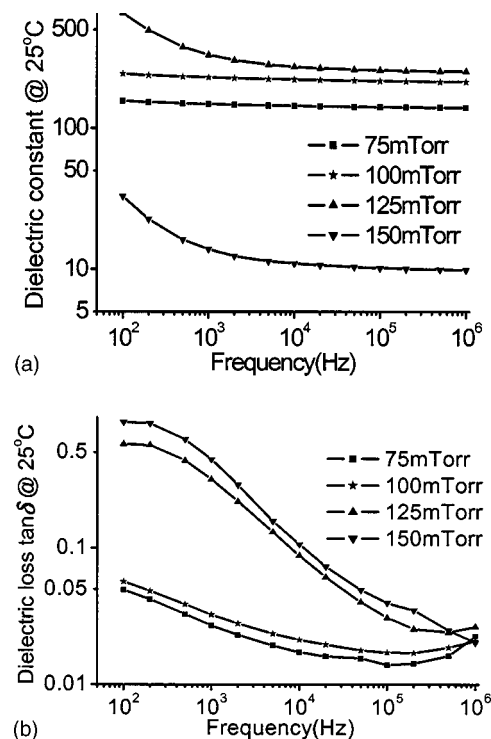 Dielectric constant @ 25°C
500
100
50
10
5
75mTorr
100mTorr
125mTorr
150mTorr
10² 10³ 10⁴ 10⁵ 10⁶
Frequency(Hz)
(a)
Dielectric loss tanδ @ 25°C
0.5
0.1
0.05
0.01
75mTorr
100mTorr
125mTorr
150mTorr
10² 10³ 10⁴ 10⁵ 10⁶
Frequency(Hz)
(b)